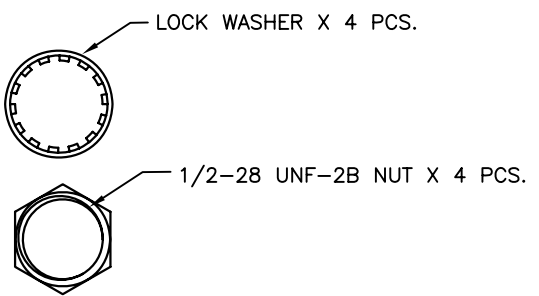 LOCK WASHER X 4 PCS.
1/2-28 UNF-2B NUT X 4 PCS.